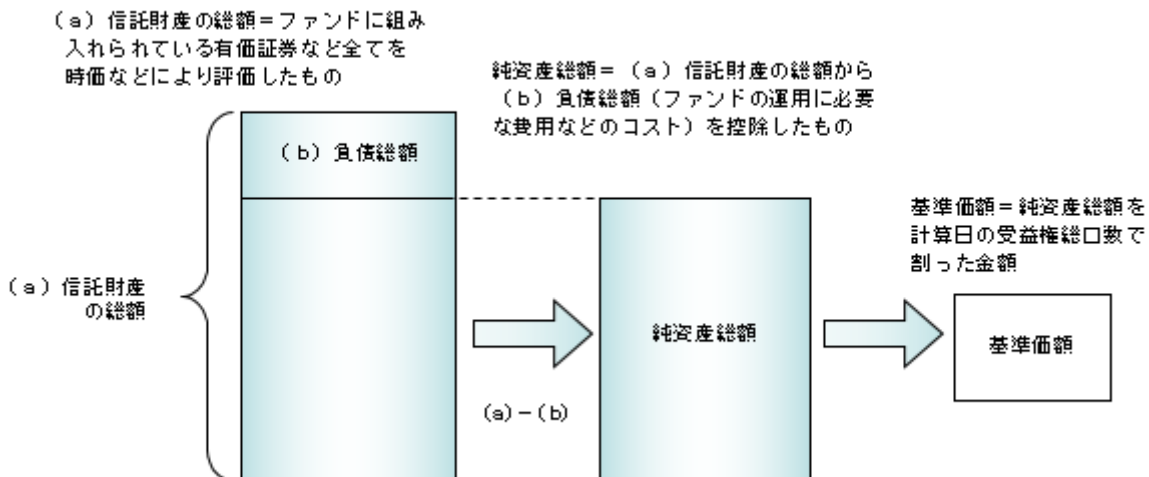 （a）信託財産の総額＝ファンドに組み
入れられている有価証券など全てを
時価などにより評価したもの
純資産総額＝（a）信託財産の総額から
（b）負債総額（ファンドの運用に必要
な費用などのコスト）を控除したもの
（b）負債総額
基準価額＝純資産総額を
計算日の受益権総口数で
割った金額
（a）信託財産
の総額
純資産総額
基準価額
（a）－（b）